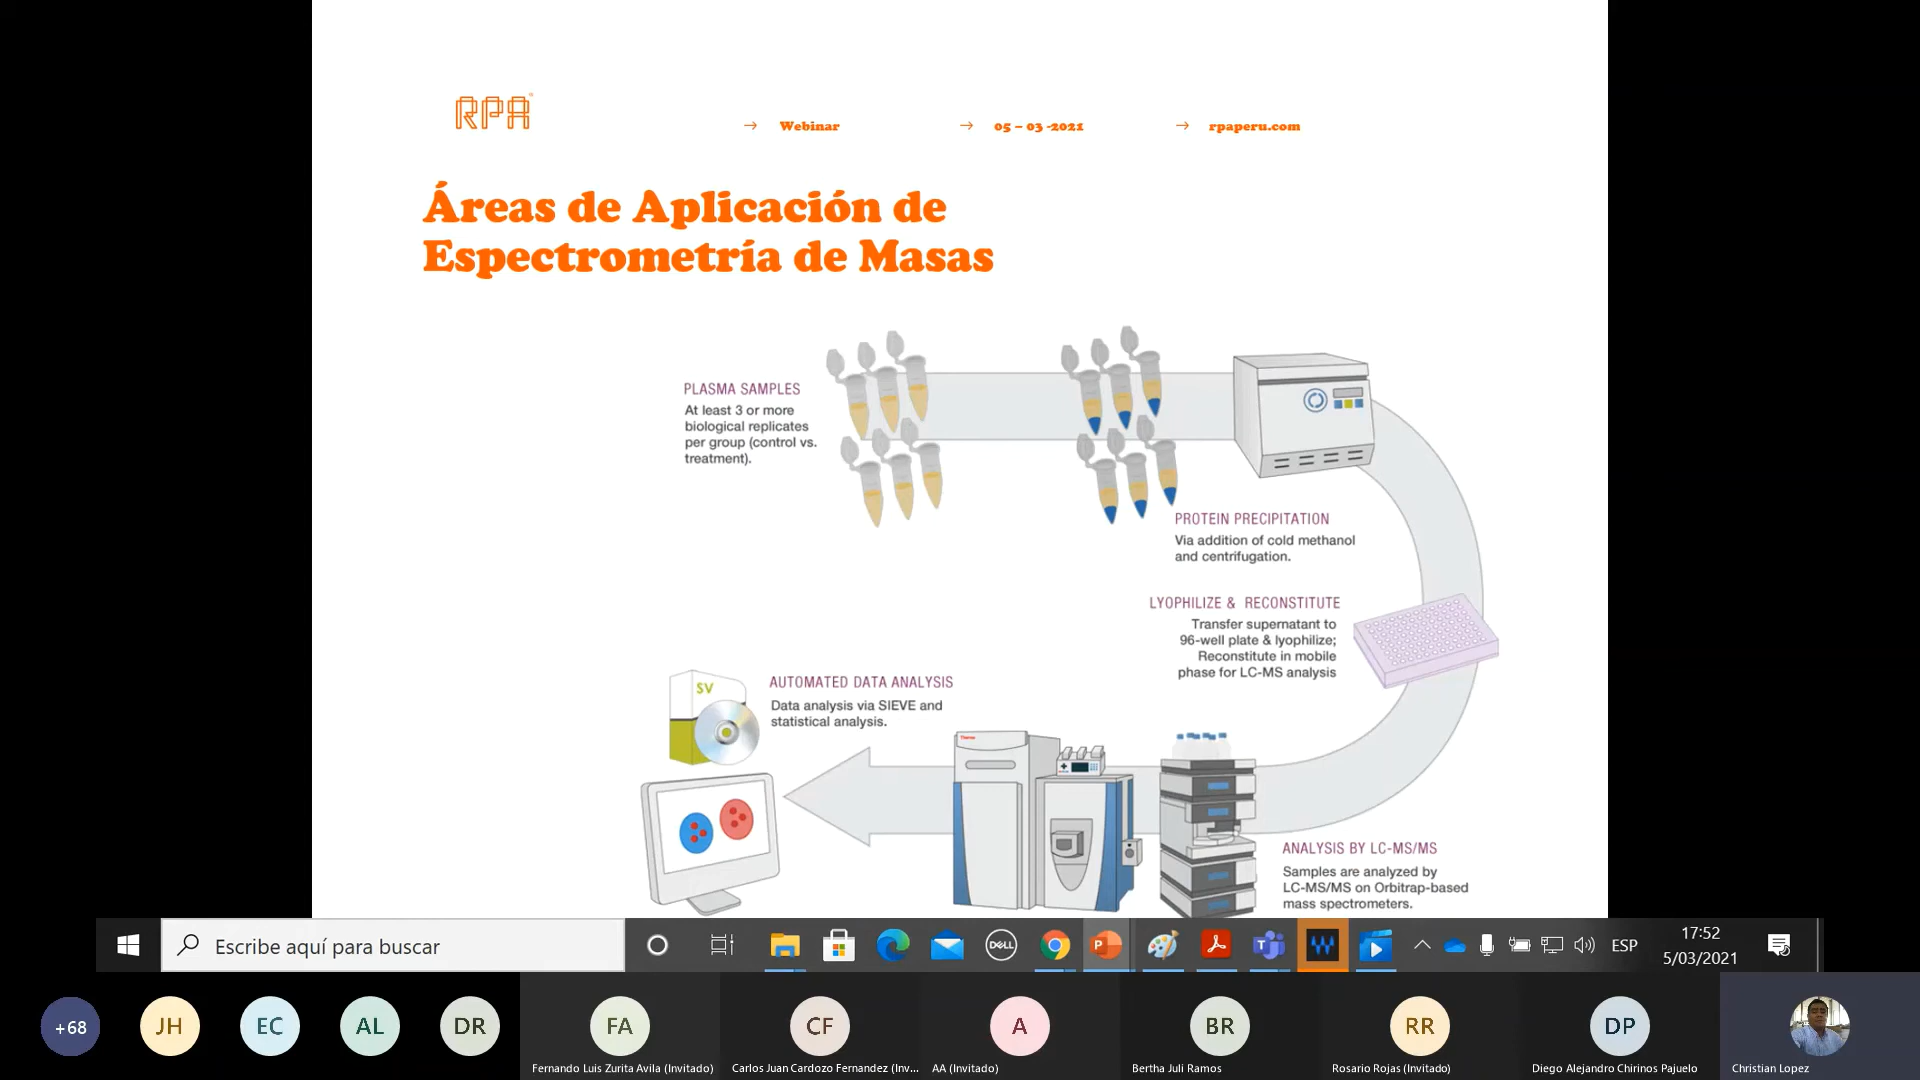 RPA
Webinar
05 – 03 -2021
rpaperu.com
Áreas de Aplicación de
Espectrometría de Masas
PLASMA SAMPLES
At least 3 or more
biological replicates
per group (control vs.
treatment).
PROTEIN PRECIPITATION
Via addition of cold methanol
and centrifugation.
LYOPHILIZE & RECONSTITUTE
Transfer supernatant to
96-well plate & lyophilize;
Reconstitute in mobile
phase for LC-MS analysis
SV
AUTOMATED DATA ANALYSIS
Data analysis via SIEVE and
statistical analysis.
Thermo
ANALYSIS BY LC-MS/MS
Samples are analyzed by
LC-MS/MS on Orbitrap-based
mass spectrometers.
Escribe aquí para buscar
DELL
ESP
17:52
5/03/2021
+68
JH
EC
AL
DR
FA
CF
A
BR
RR
DP
Fernando Luis Zurita Avila (Invitado)
Carlos Juan Cardozo Fernandez (Inv...
AA (Invitado)
Bertha Juli Ramos
Rosario Rojas (Invitado)
Diego Alejandro Chirinos Pajuelo
Christian Lopez